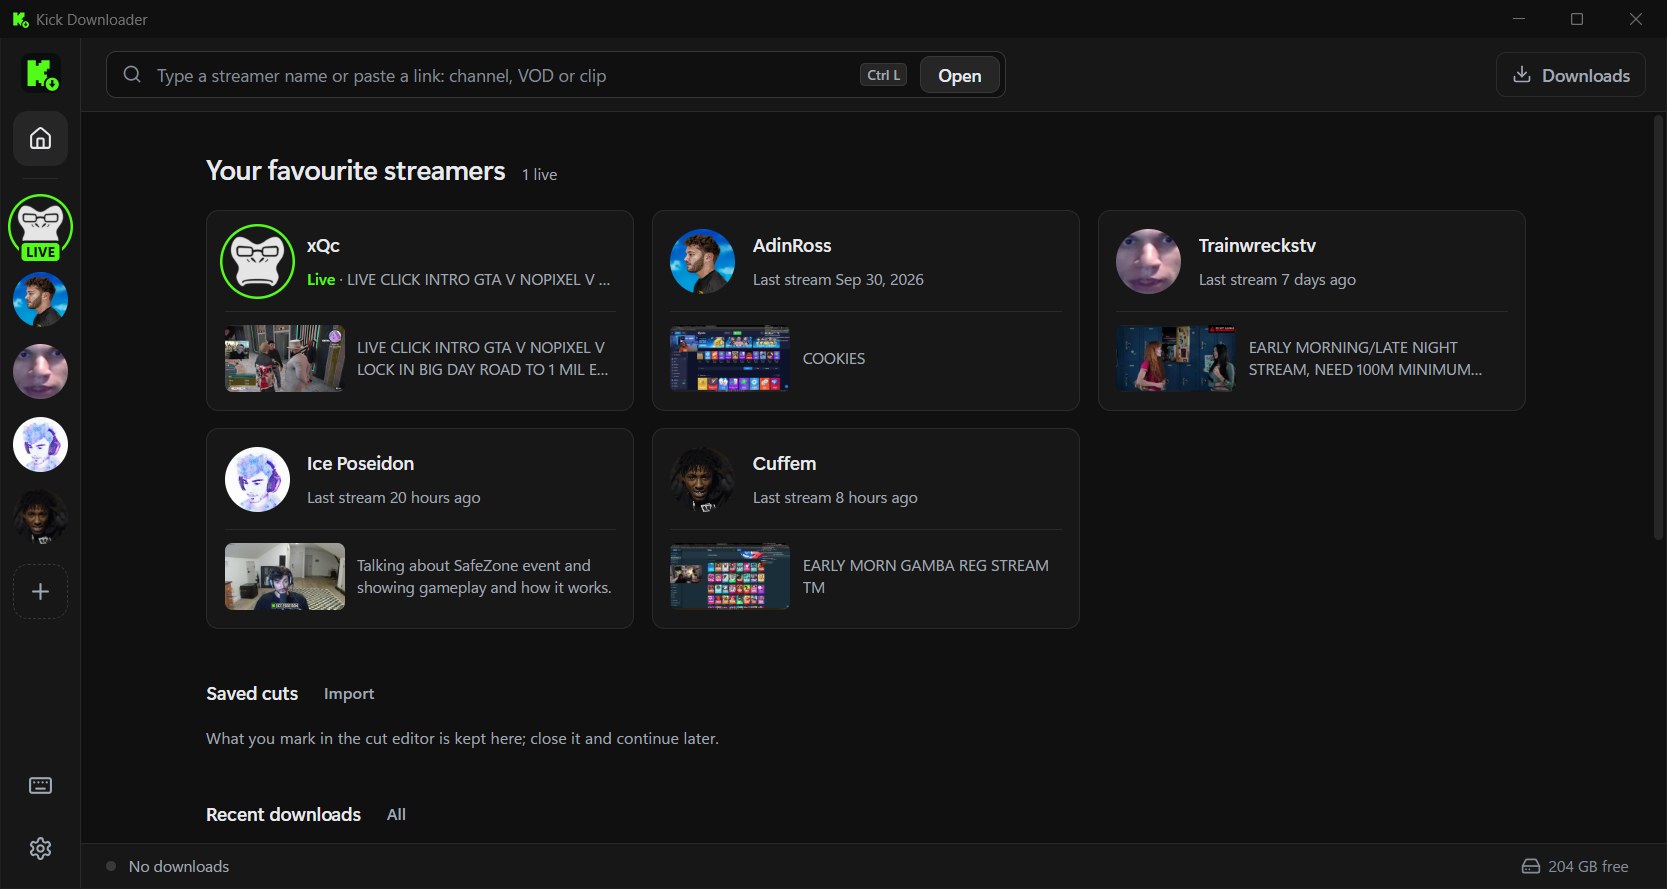 Kick Downloader
Type a streamer name or paste a link: channel, VOD or clip
Ctrl L
Open
Downloads
Your favourite streamers
1 live
LIVE
xQc
Live · LIVE CLICK INTRO GTA V NOPIXEL V ...
LIVE CLICK INTRO GTA V NOPIXEL V
LOCK IN BIG DAY ROAD TO 1 MIL E...
AdinRoss
Last stream Sep 30, 2026
COOKIES
Trainwreckstv
Last stream 7 days ago
EARLY MORNING/LATE NIGHT
STREAM, NEED 100M MINIMUM...
Ice Poseidon
Last stream 20 hours ago
Talking about SafeZone event and
showing gameplay and how it works.
Cuffem
Last stream 8 hours ago
EARLY MORN GAMBA REG STREAM
TM
Saved cuts
Import
What you mark in the cut editor is kept here; close it and continue later.
Recent downloads
All
No downloads
204 GB free